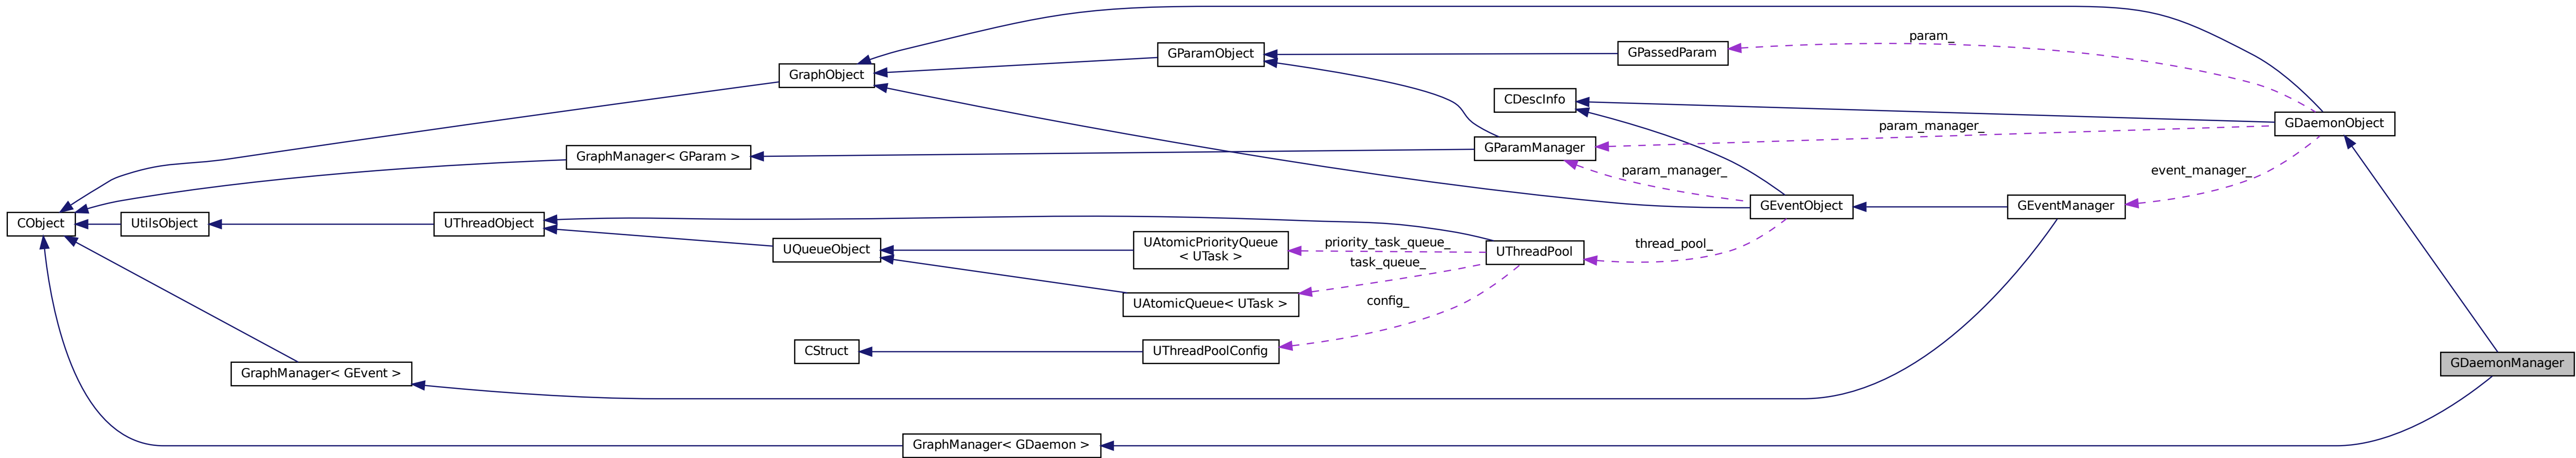 param_
GParamObject
GPassedParam
GraphObject
CDescInfo
GDaemonObject
param_manager_
GParamManager
GraphManager< GParam >
param_manager_
event_manager_
GEventObject
GEventManager
CObject
UtilsObject
UThreadObject
UQueueObject
UAtomicPriorityQueue
< UTask >
priority_task_queue_
thread_pool_
UThreadPool
task_queue_
UAtomicQueue< UTask >
config_
CStruct
UThreadPoolConfig
GDaemonManager
GraphManager< GEvent >
GraphManager< GDaemon >